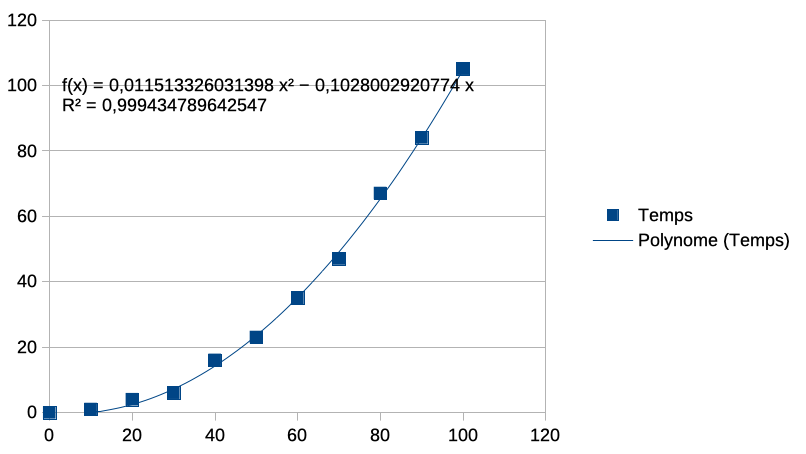 120
100
80
60
40
20
0
f(x) = 0,011513326031398 x² − 0,1028002920774 x
R² = 0,999434789642547
0 20 40 60 80 100 120
Temps
Polynome (Temps)